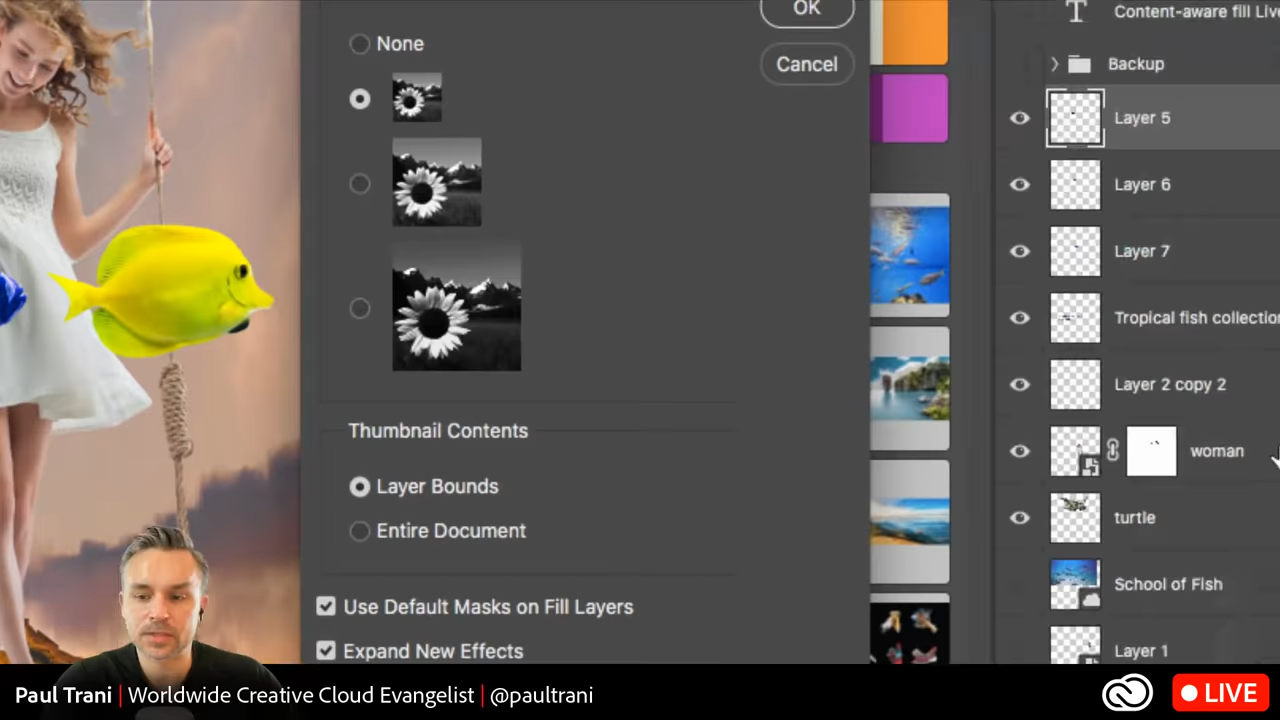 None
OK
Cancel
Thumbnail Contents
Layer Bounds
Entire Document
Use Default Masks on Fill Layers
Expand New Effects
T Content-aware fill Liv
Backup
Layer 5
Layer 6
Layer 7
Tropical fish collectio
Layer 2 copy 2
woman
turtle
School of Fish
Layer 1
Paul Trani | Worldwide Creative Cloud Evangelist | @paultrani
LIVE